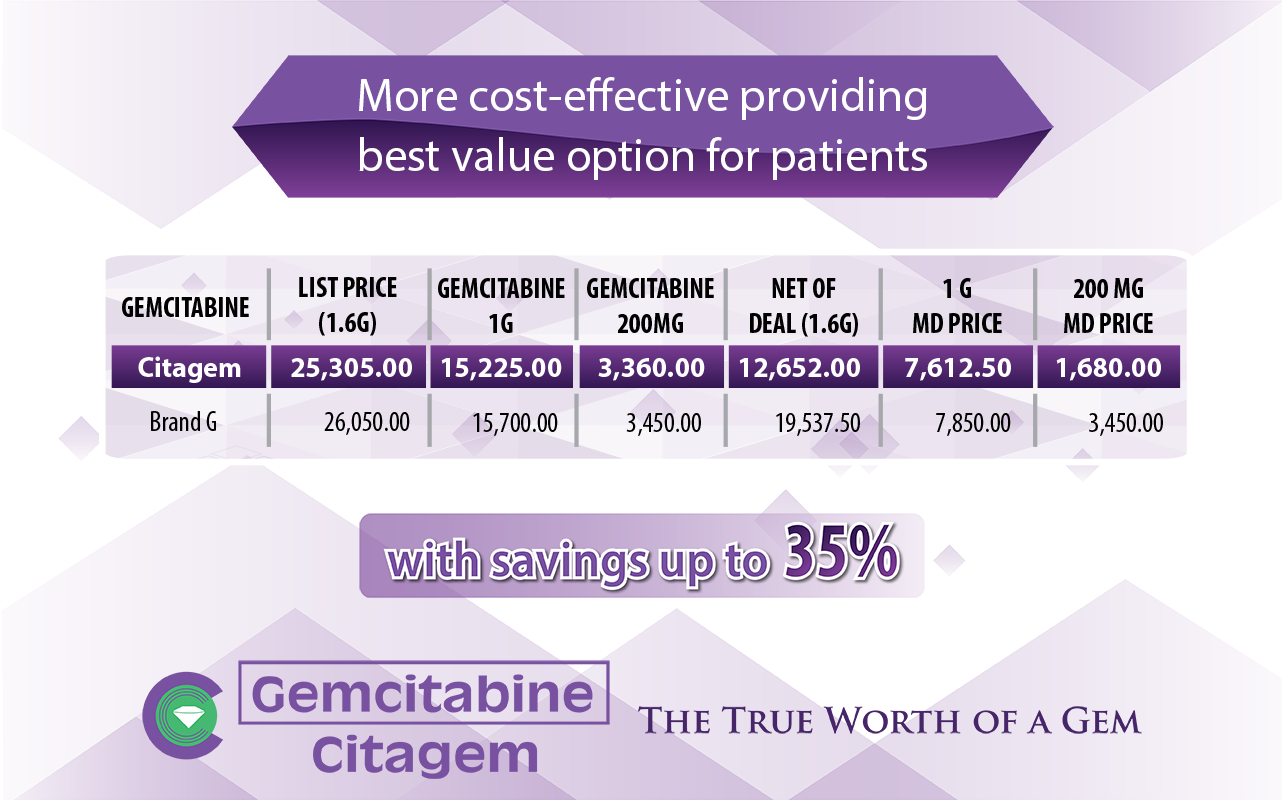 More cost-effective providing
best value option for patients
GEMCITABINE LIST PRICE (1.6G) GEMCITABINE 1G GEMCITABINE 200MG NET OF DEAL (1.6G) 1 G MD PRICE 200 MG MD PRICE
Citagem 25,305.00 15,225.00 3,360.00 12,652.00 7,612.50 1,680.00
Brand G 26,050.00 15,700.00 3,450.00 19,537.50 7,850.00 3,450.00
with savings up to 35%
Gemcitabine
Citagem
THE TRUE WORTH OF A GEM